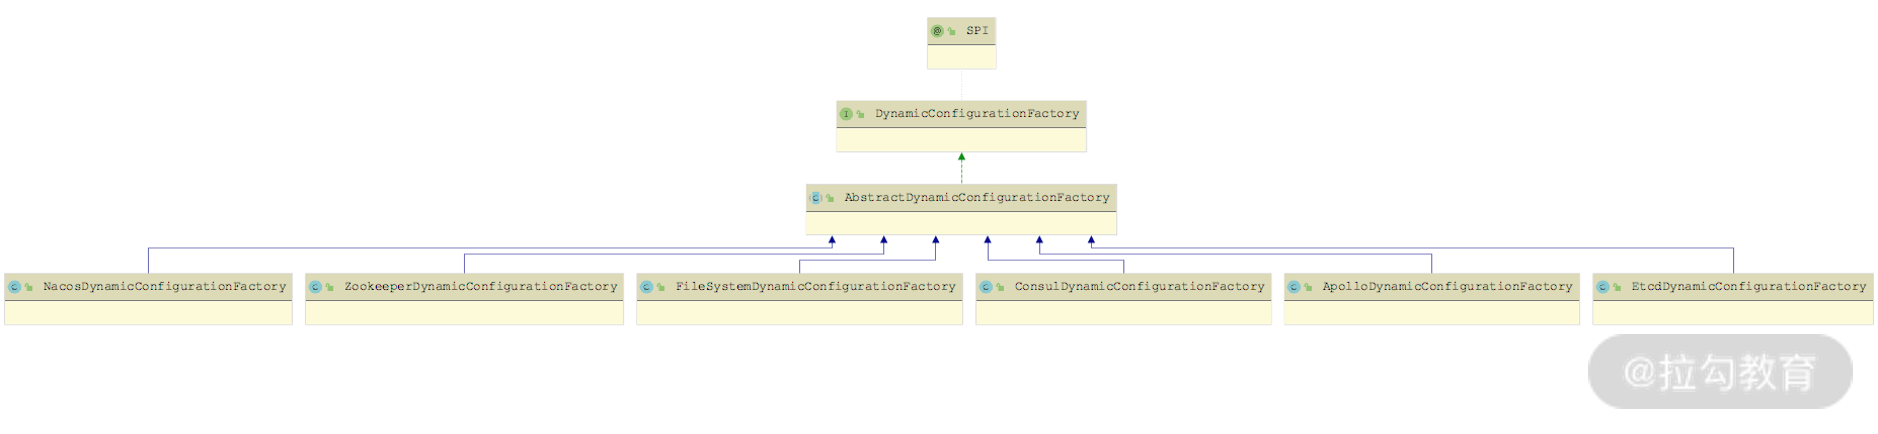 SPI
DynamicConfigurationFactory
AbstractDynamicConfigurationFactory
NacosDynamicConfigurationFactory
ZookeeperDynamicConfigurationFactory
FileSystemDynamicConfigurationFactory
ConsulDynamicConfigurationFactory
ApolloDynamicConfigurationFactory
EtcdDynamicConfigurationFactory
@拉勾教育